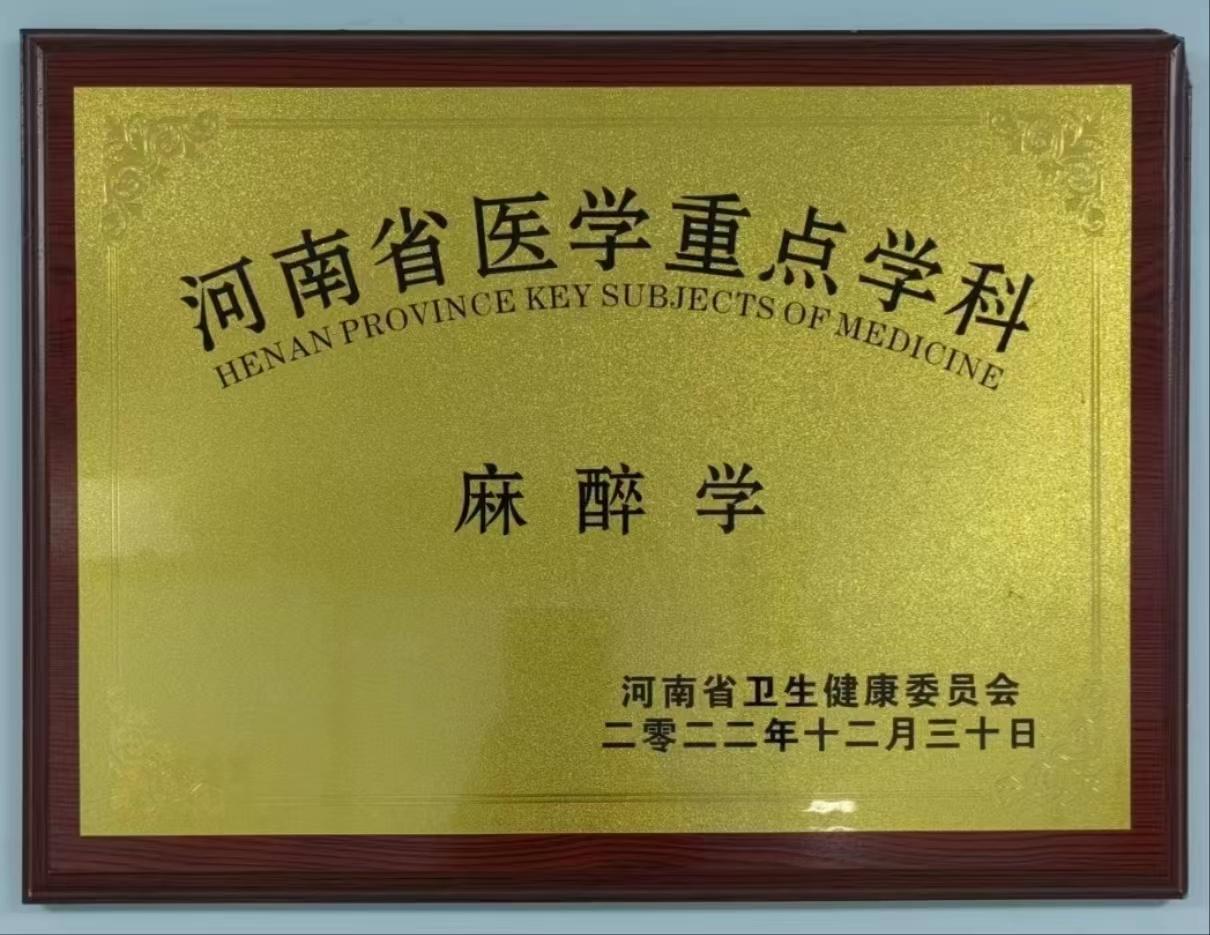 河南省医学重点学科
HENAN PROVINCE KEY SUBJECTS OF MEDICINE
麻醉学
河南省卫生健康委员会
二零二二年十二月三十日